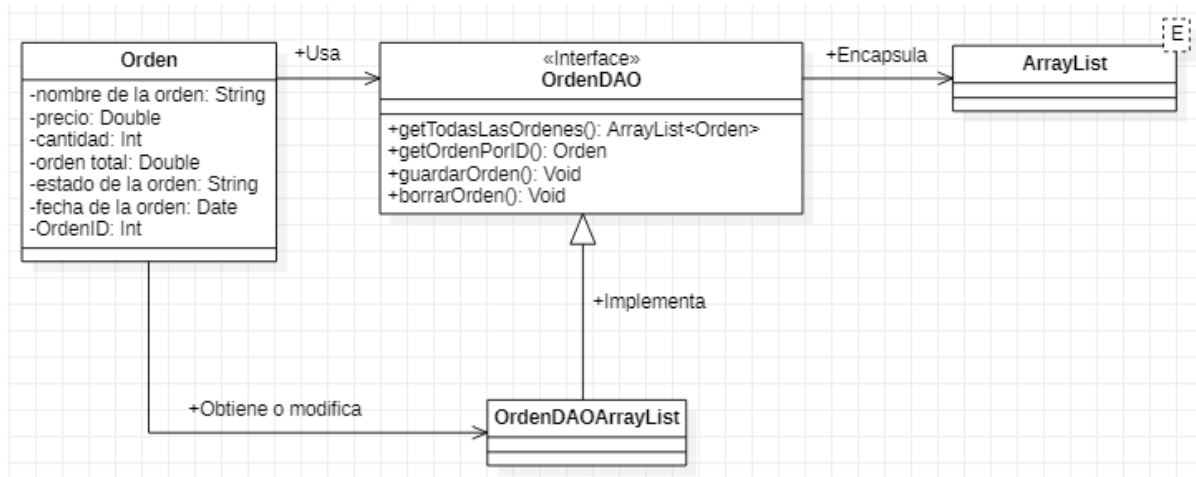 Orden
-nombre de la orden: String
-precio: Double
-cantidad: Int
-orden total: Double
-estado de la orden: String
-fecha de la orden: Date
-OrdenID: Int
+Usa
«Interface»
OrdenDAO
+getTodasLasOrdenes(): ArrayList<Orden>
+getOrdenPorID(): Orden
+guardarOrden(): Void
+borrarOrden(): Void
+Encapsula
E
ArrayList
+Implementa
+Obtiene o modifica
OrdenDAOArrayList